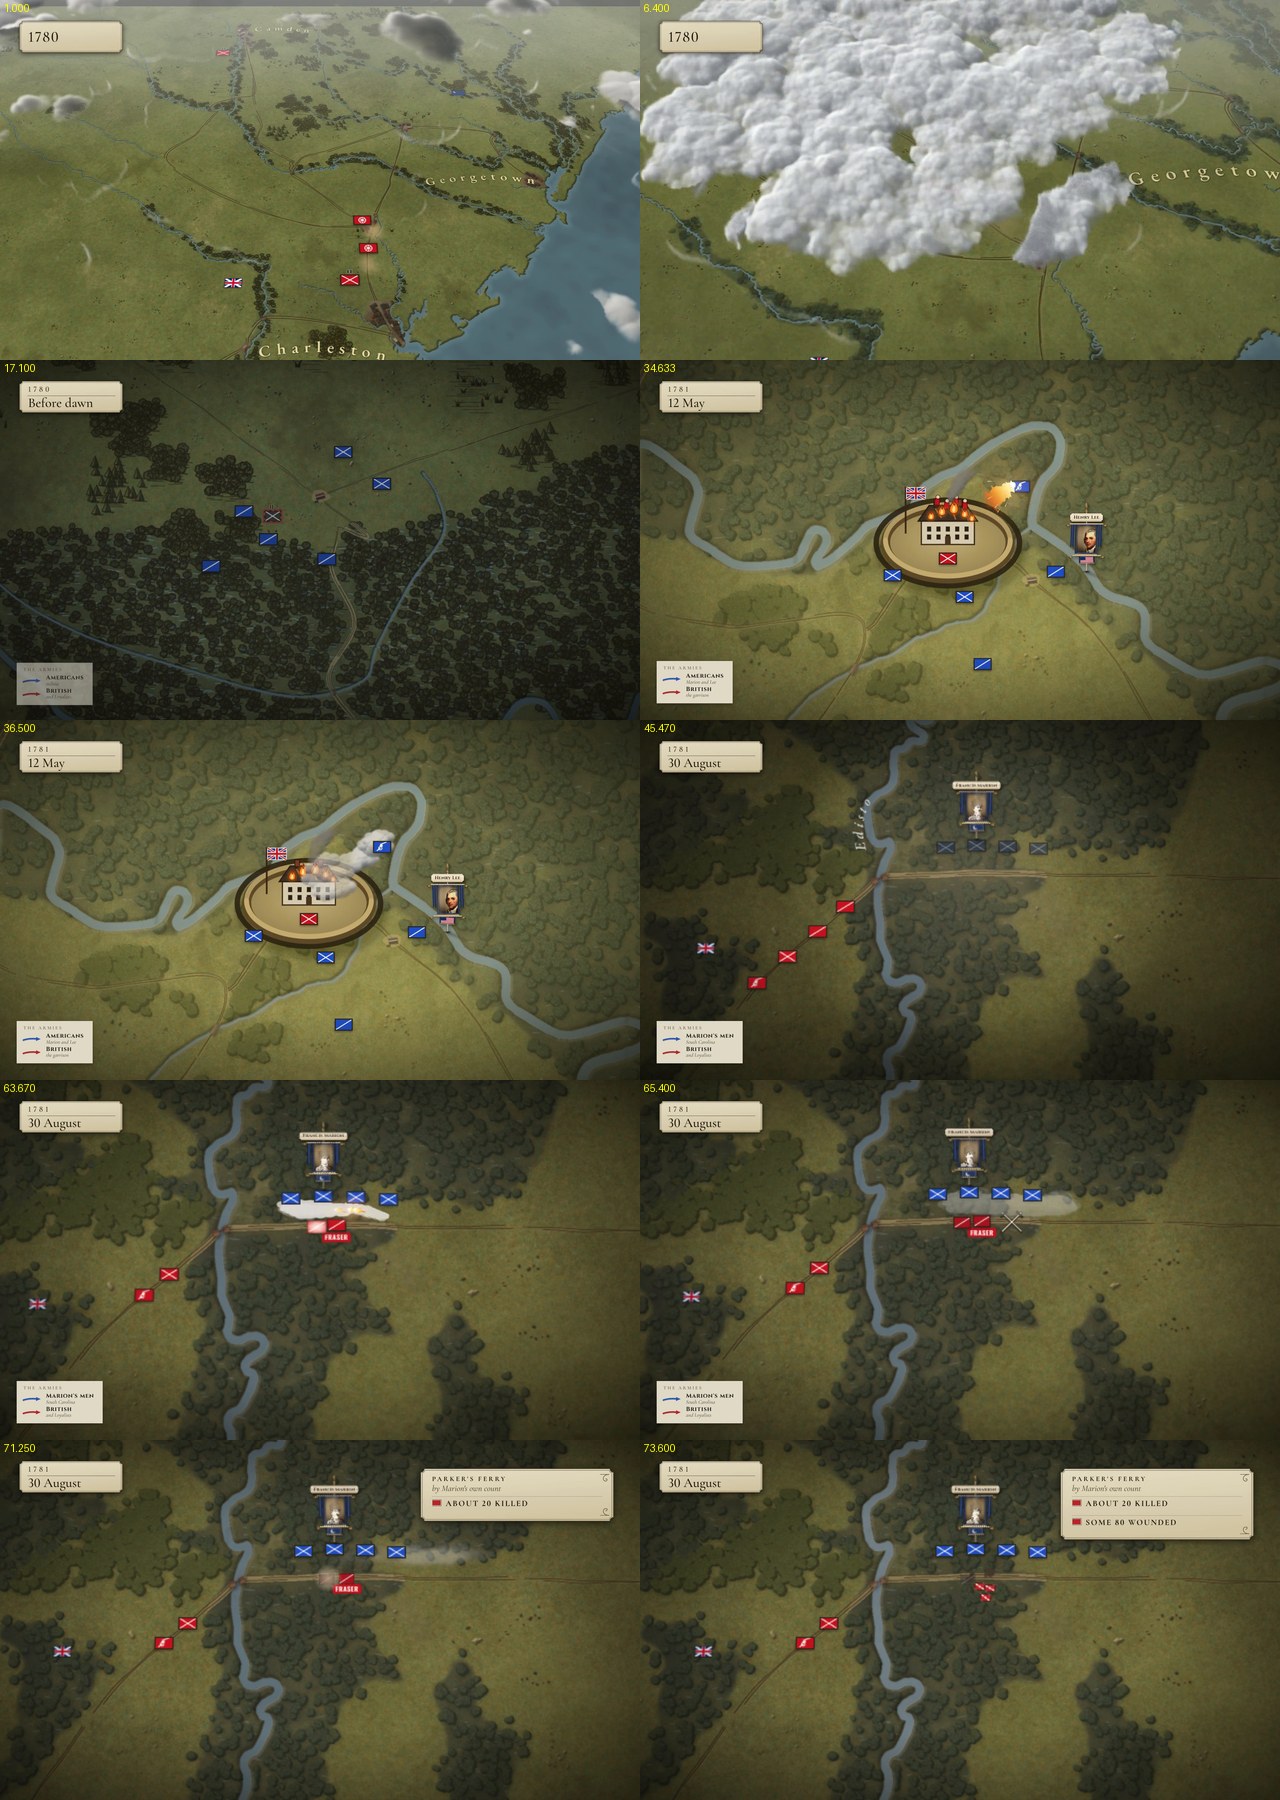 1.000
1780
Camden
Georgetown
Charleston
6.400
1780
Georgetow
17.100
1780
Before dawn
THE ARMIES
AMERICANS
BRITISH
and Loyalists
34.633
1781
12 May
HENRY LEE
THE ARMIES
AMERICANS
Marion and Lee
BRITISH
the garrison
36.500
1781
12 May
HENRY LEE
THE ARMIES
AMERICANS
Marion and Lee
BRITISH
the garrison
45.470
1781
30 August
FRANCIS MARION
Edisto
THE ARMIES
MARION'S MEN
South Carolina
BRITISH
and Loyalists
63.670
1781
30 August
FRANCIS MARION
FRASER
THE ARMIES
MARION'S MEN
South Carolina
BRITISH
and Loyalists
65.400
1781
30 August
FRANCIS MARION
FRASER
THE ARMIES
MARION'S MEN
South Carolina
BRITISH
and Loyalists
71.250
1781
30 August
FRANCIS MARION
PARKER'S FERRY
by Marion's own count
ABOUT 20 KILLED
FRASER
73.600
1781
30 August
FRANCIS MARION
PARKER'S FERRY
by Marion's own count
ABOUT 20 KILLED
SOME 80 WOUNDED